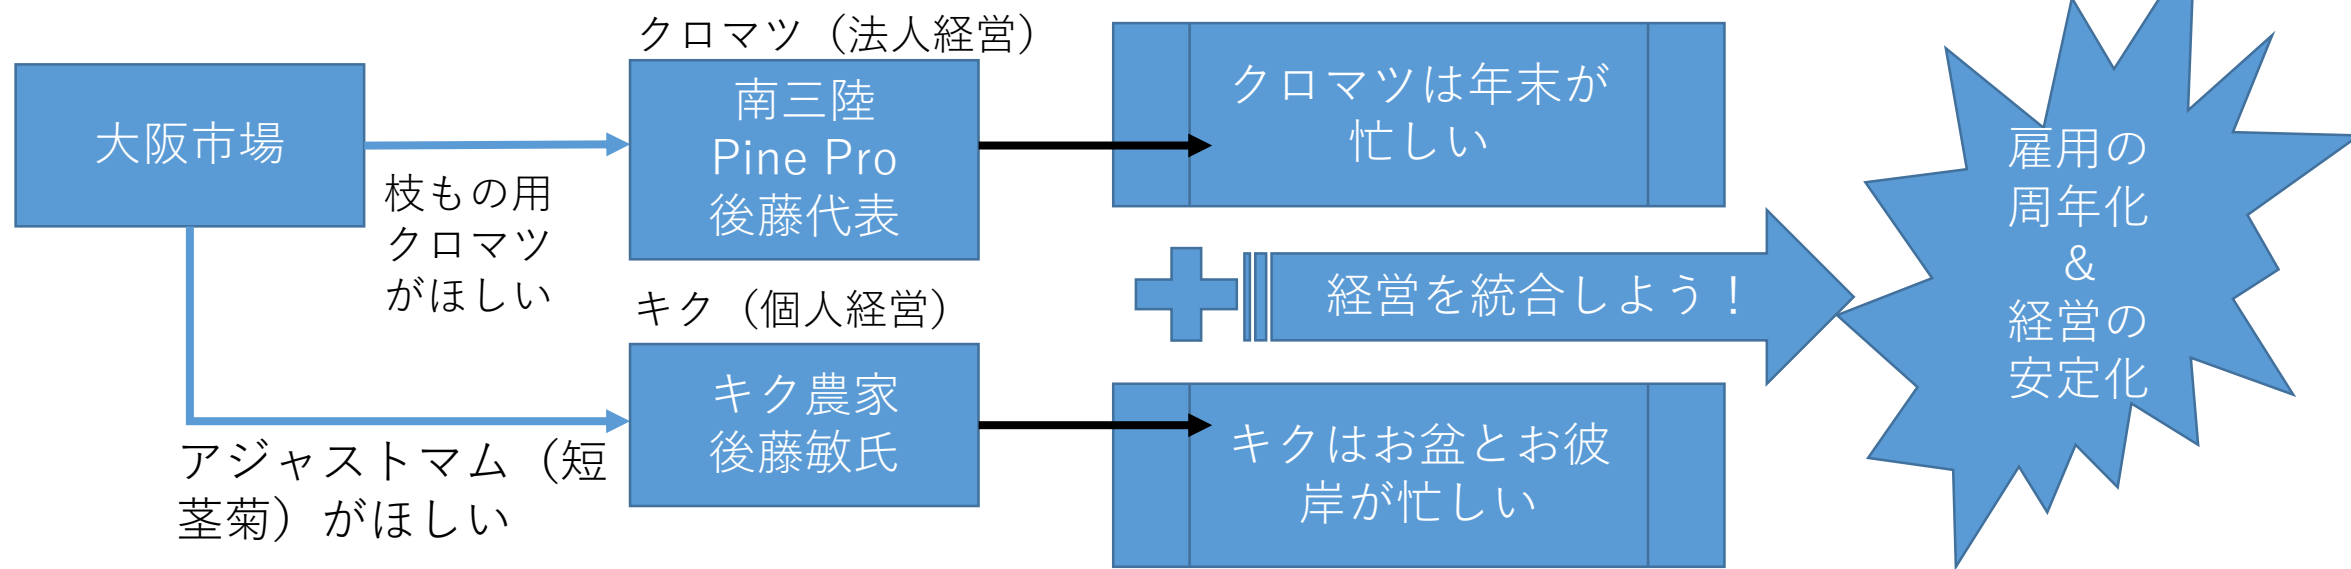 大阪市場
枝もの用
クロマツ
がほしい
アジャストマム（短
茎菊）がほしい
クロマツ（法人経営）
南三陸
Pine Pro
後藤代表
キク（個人経営）
キク農家
後藤敏氏
クロマツは年末が
忙しい
経営を統合しよう！
キクはお盆とお彼
岸が忙しい
雇用の
周年化
&
経営の
安定化